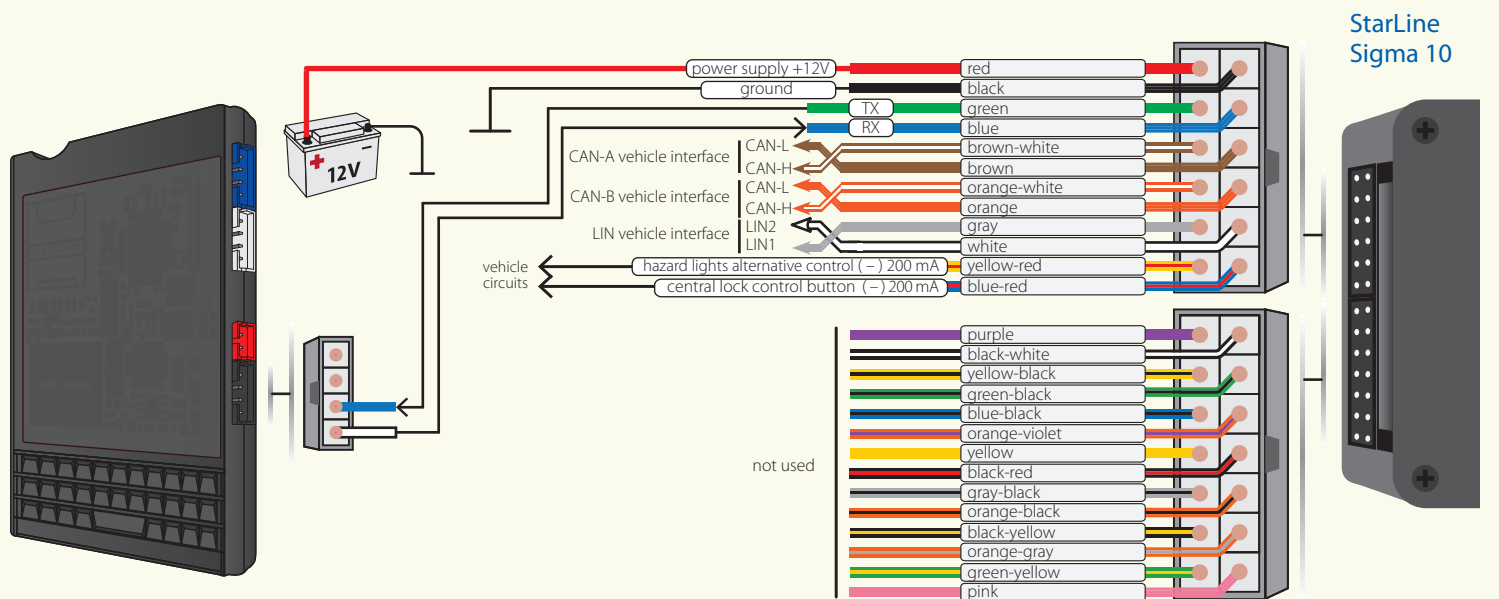 StarLine
Sigma 10
power supply +12V red
ground black
TX green
RX blue
CAN-A vehicle interface CAN-L brown-white
CAN-H brown
CAN-B vehicle interface CAN-L orange-white
CAN-H orange
LIN vehicle interface LIN2 gray
LIN1 white
vehicle
circuits
hazard lights alternative control ( – ) 200 mA yellow-red
central lock control button ( – ) 200 mA blue-red
+ –
12V
not used
purple
black-white
yellow-black
green-black
blue-black
orange-violet
yellow
black-red
gray-black
orange-black
black-yellow
orange-gray
green-yellow
pink